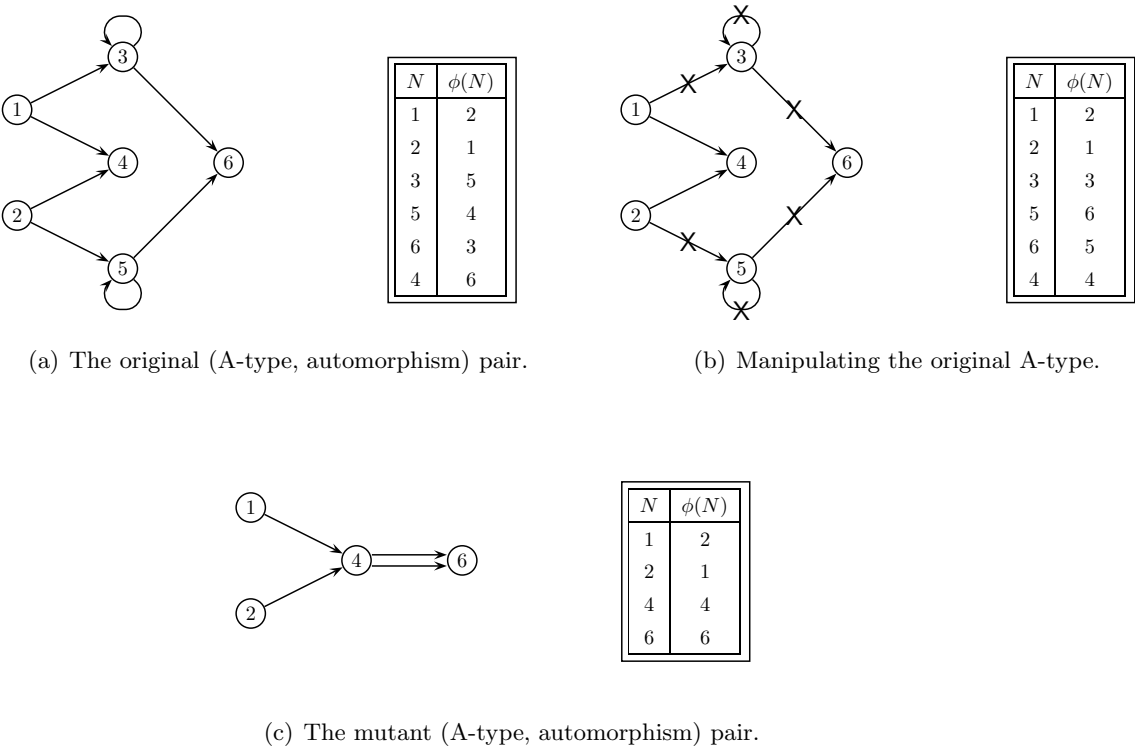 3
1
4
6
2
5
N ϕ(N)
1 2
2 1
3 5
5 4
6 3
4 6
(a) The original (A-type, automorphism) pair.
X
3
X
X
1
4
6
2
X
X
5
X
N ϕ(N)
1 2
2 1
3 3
5 6
6 5
4 4
(b) Manipulating the original A-type.
1
4
6
2
N ϕ(N)
1 2
2 1
4 4
6 6
(c) The mutant (A-type, automorphism) pair.